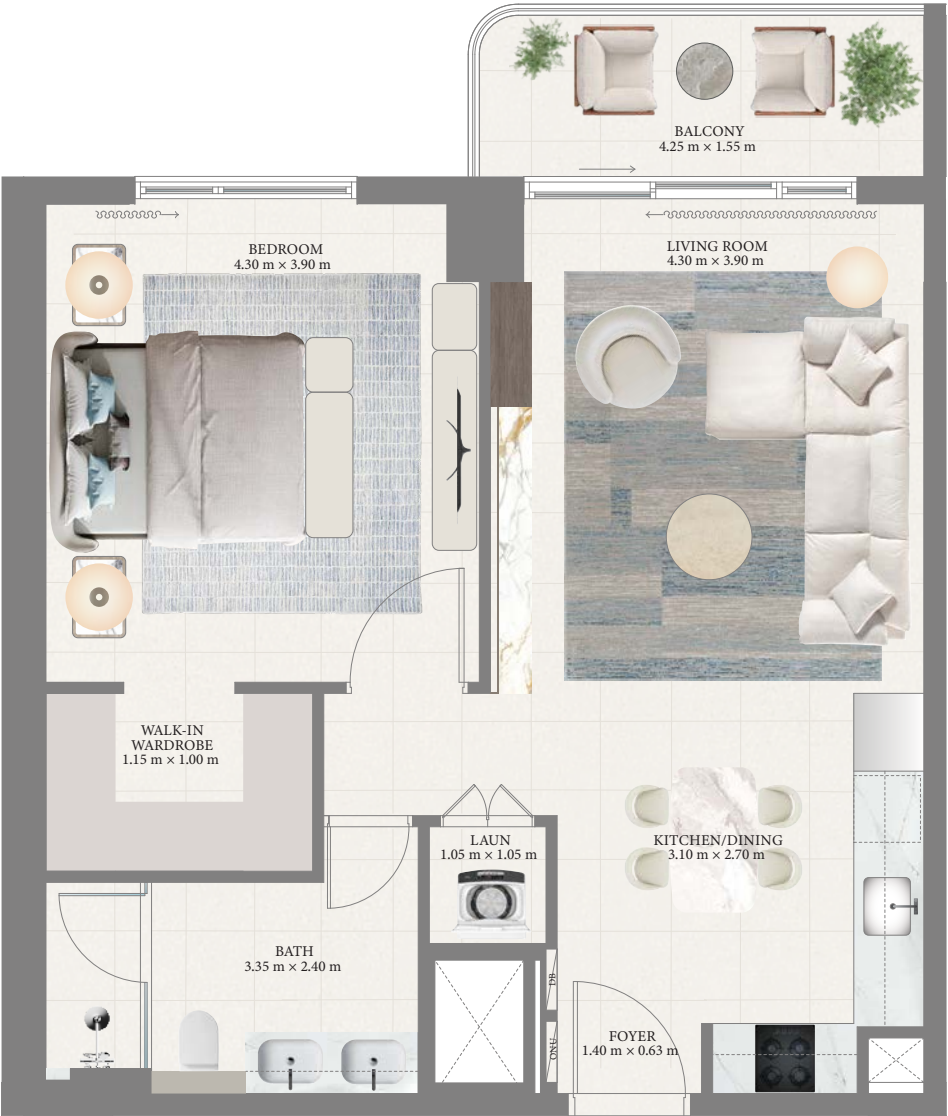 BALCONY
4.25 m × 1.55 m
BEDROOM
4.30 m × 3.90 m
LIVING ROOM
4.30 m × 3.90 m
WALK-IN
WARDROBE
1.15 m × 1.00 m
LAUN
1.05 m × 1.05 m
KITCHEN/DINING
3.10 m × 2.70 m
BATH
3.35 m × 2.40 m
DB
ONU
FOYER
1.40 m × 0.63 m